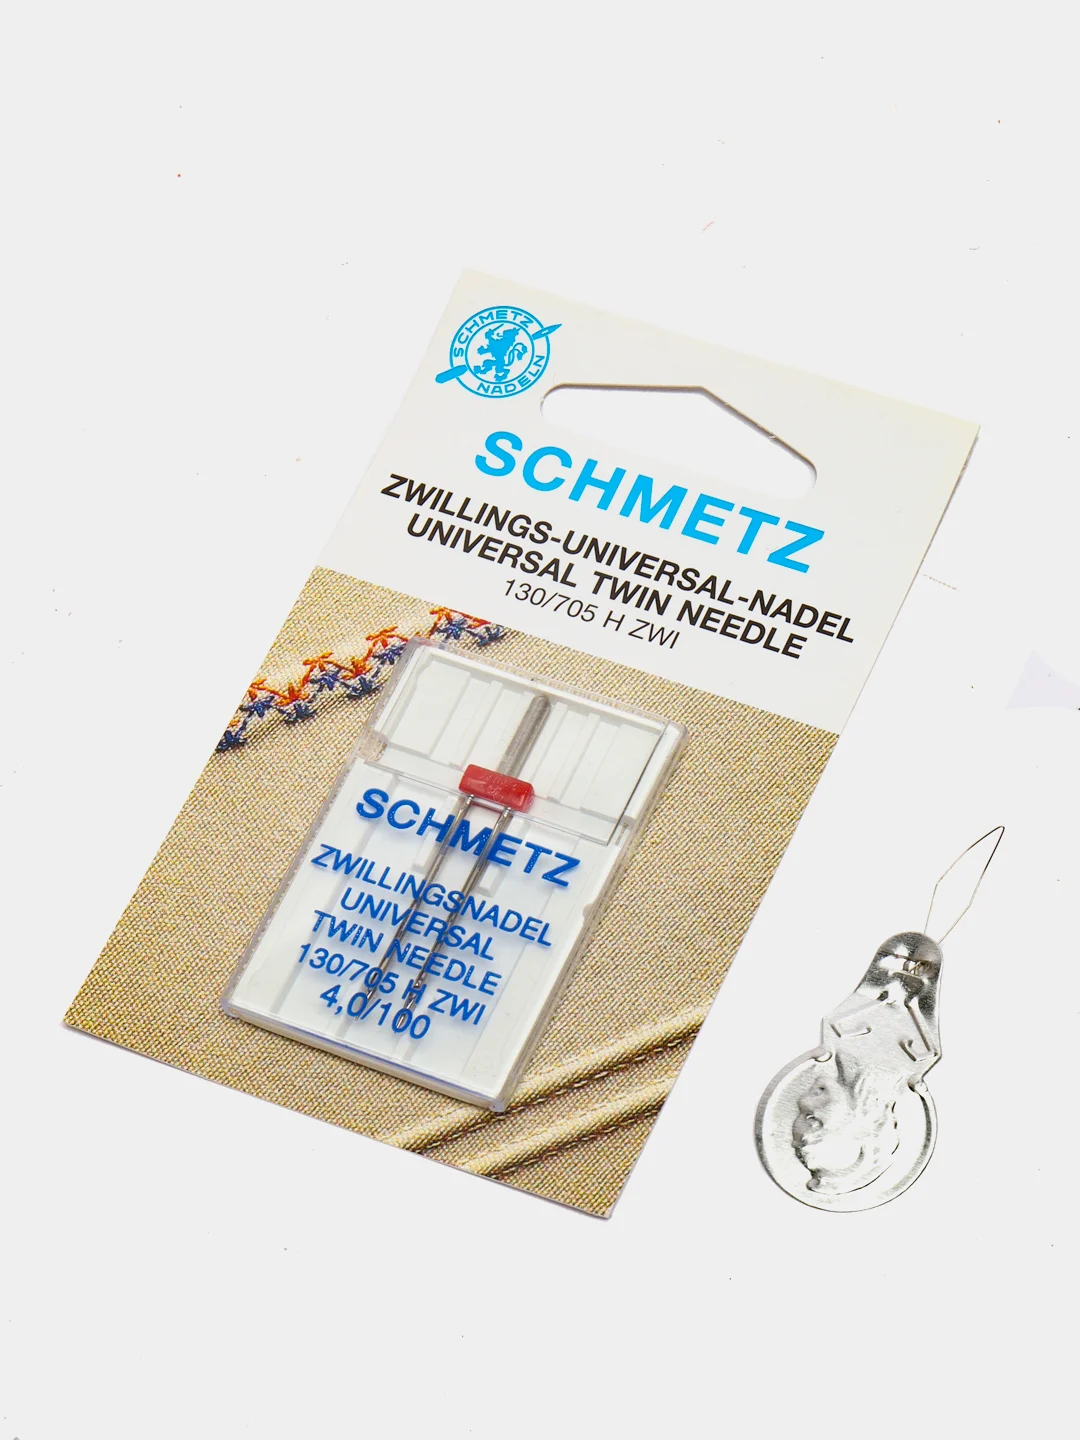 SCHMETZ
NADELN
SCHMETZ
ZWILLINGS-UNIVERSAL-NADEL
UNIVERSAL TWIN NEEDLE
130/705 H ZWI
SCHMETZ
ZWILLINGSNADEL
UNIVERSAL
TWIN NEEDLE
130/705 H ZWI
4,0/100